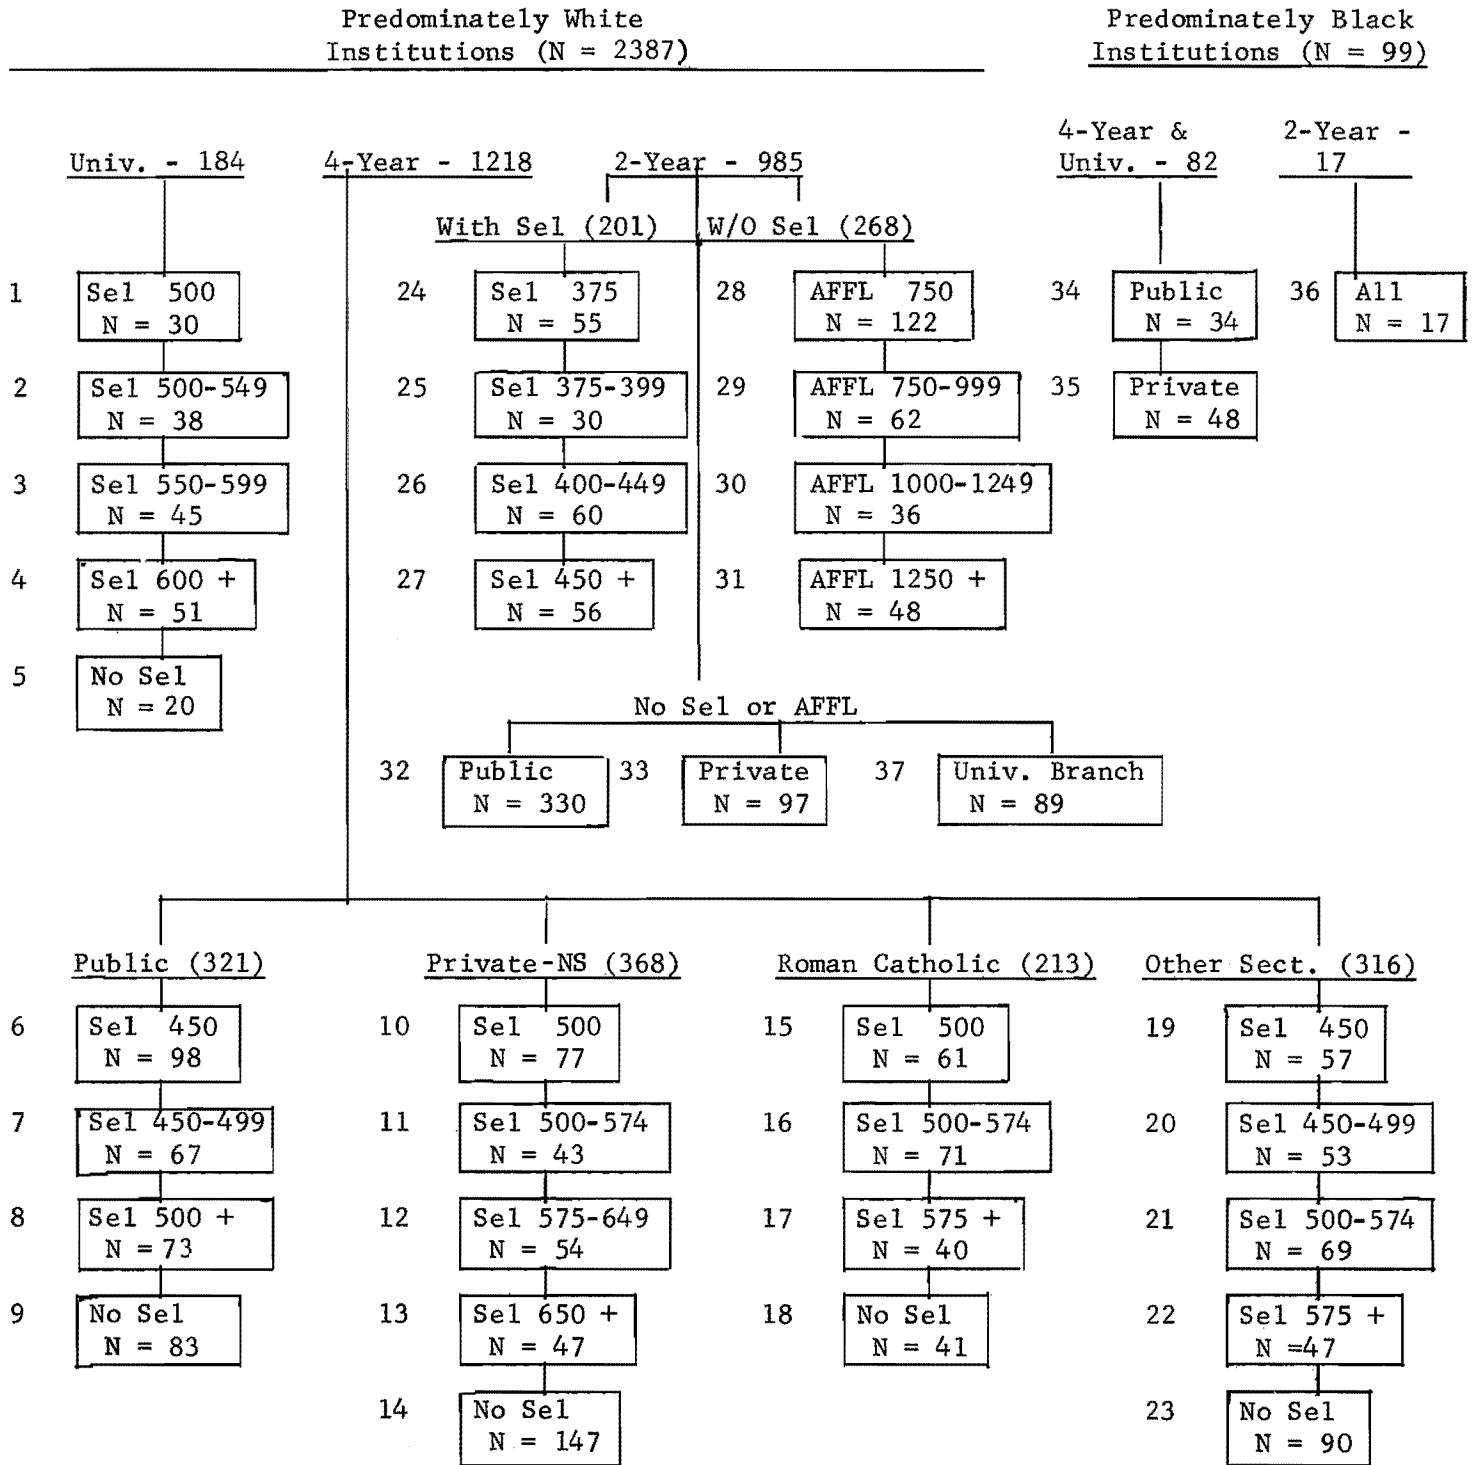 Predominately White
Institutions (N = 2387)
Predominately Black
Institutions (N = 99)
Univ. - 184
4-Year - 1218
2-Year - 985
4-Year &
Univ. - 82
2-Year -
17
With Sel (201)
W/O Sel (268)
1
Sel 500
N = 30
24
Sel 375
N = 55
28
AFFL 750
N = 122
34
Public
N = 34
36
All
N = 17
2
Sel 500-549
N = 38
25
Sel 375-399
N = 30
29
AFFL 750-999
N = 62
35
Private
N = 48
3
Sel 550-599
N = 45
26
Sel 400-449
N = 60
30
AFFL 1000-1249
N = 36
4
Sel 600 +
N = 51
27
Sel 450 +
N = 56
31
AFFL 1250 +
N = 48
5
No Sel
N = 20
No Sel or AFFL
32
Public
N = 330
33
Private
N = 97
37
Univ. Branch
N = 89
Public (321)
Private-NS (368)
Roman Catholic (213)
Other Sect. (316)
6
Sel 450
N = 98
10
Sel 500
N = 77
15
Sel 500
N = 61
19
Sel 450
N = 57
7
Sel 450-499
N = 67
11
Sel 500-574
N = 43
16
Sel 500-574
N = 71
20
Sel 450-499
N = 53
8
Sel 500 +
N = 73
12
Sel 575-649
N = 54
17
Sel 575 +
N = 40
21
Sel 500-574
N = 69
9
No Sel
N = 83
13
Sel 650 +
N = 47
18
No Sel
N = 41
22
Sel 575 +
N =47
14
No Sel
N = 147
23
No Sel
N = 90